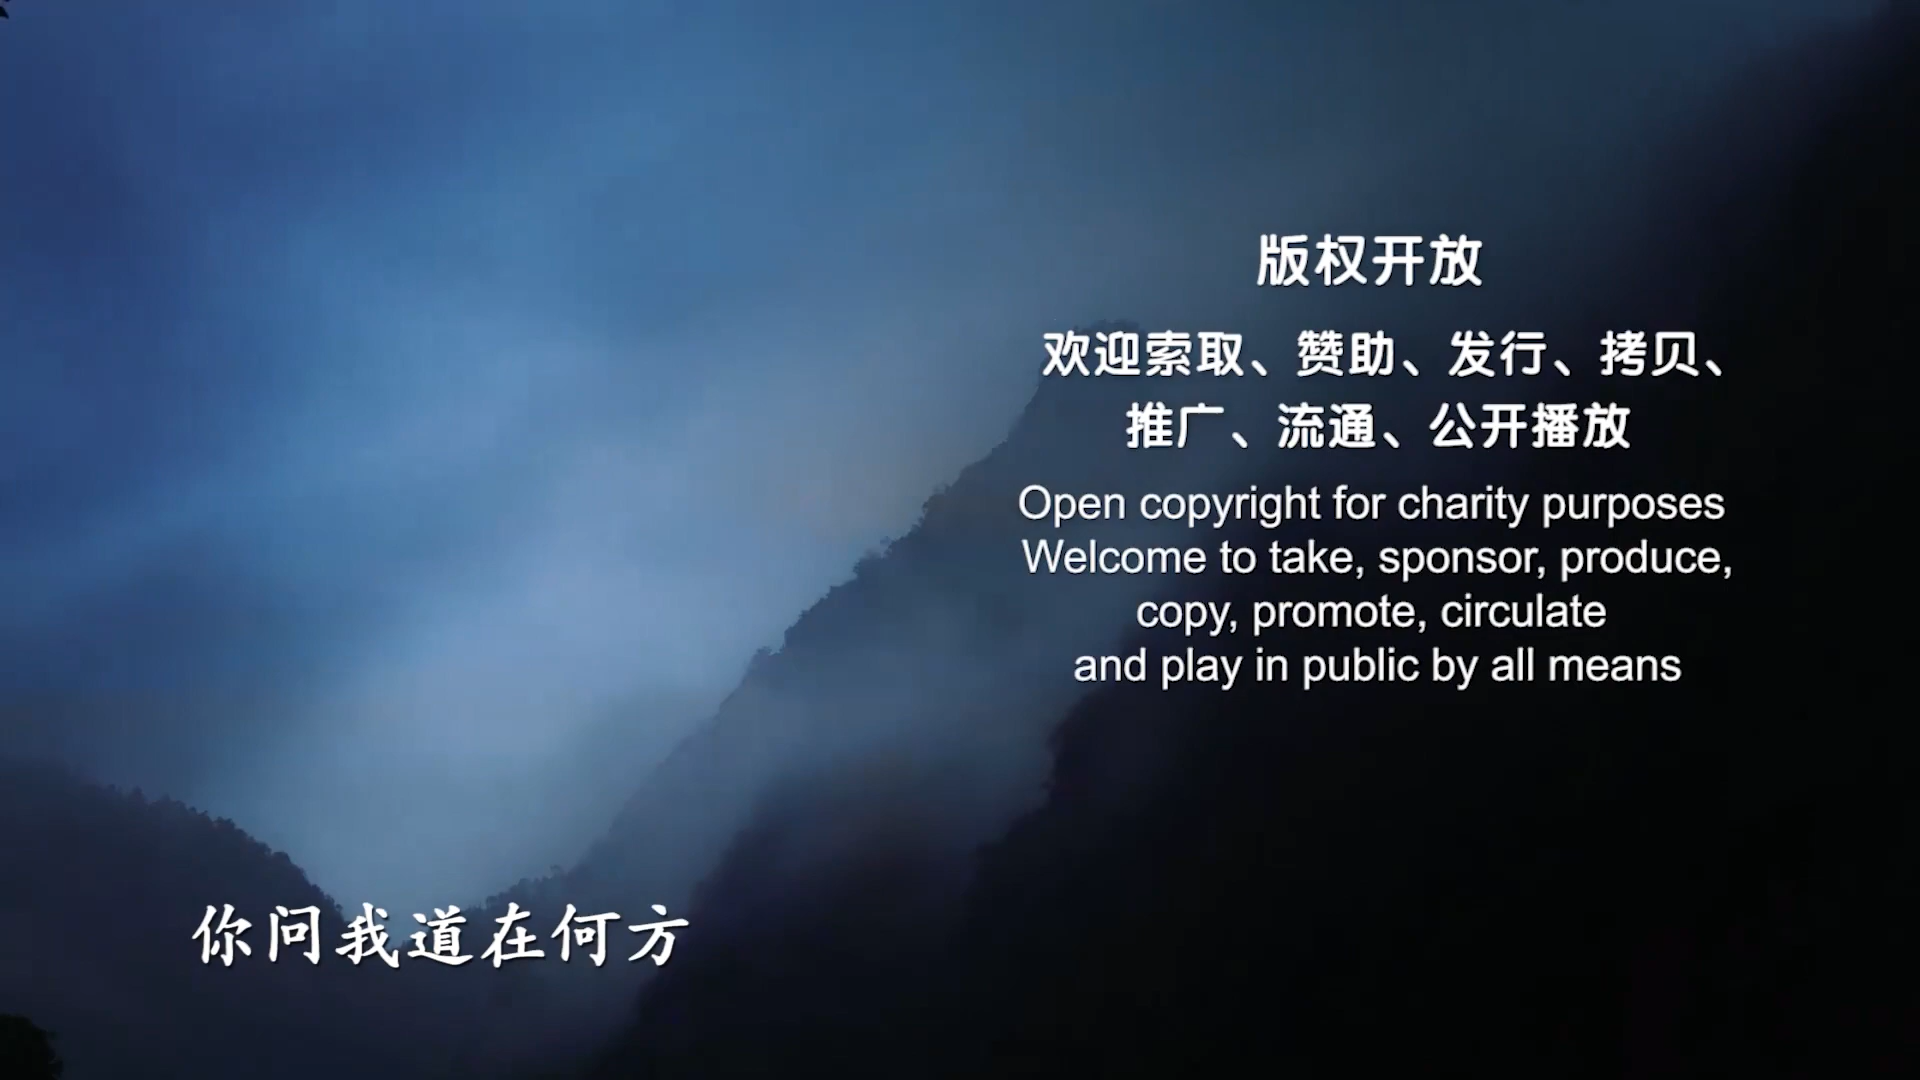 版权开放
欢迎索取、赞助、发行、拷贝、
推广、流通、公开播放
Open copyright for charity purposes
Welcome to take, sponsor, produce,
copy, promote, circulate
and play in public by all means
你问我道在何方